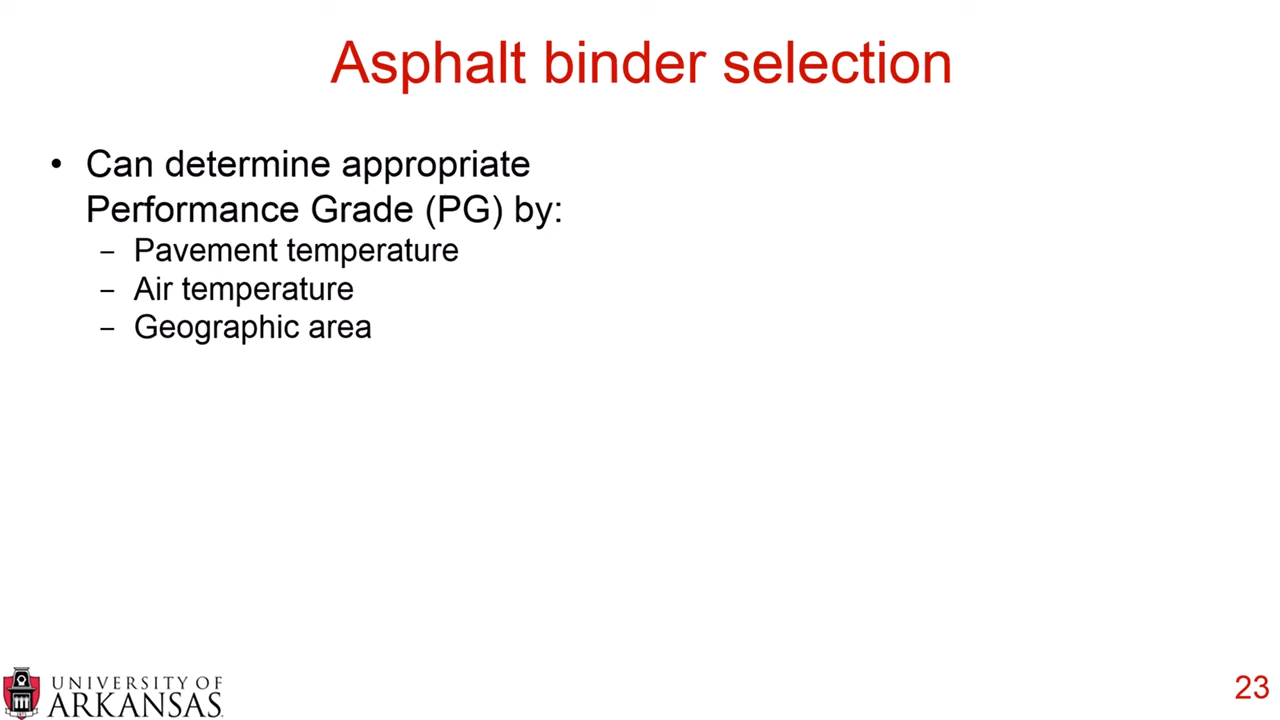 Asphalt binder selection
• Can determine appropriate
Performance Grade (PG) by:
– Pavement temperature
– Air temperature
– Geographic area
UNIVERSITY OF
ARKANSAS
23